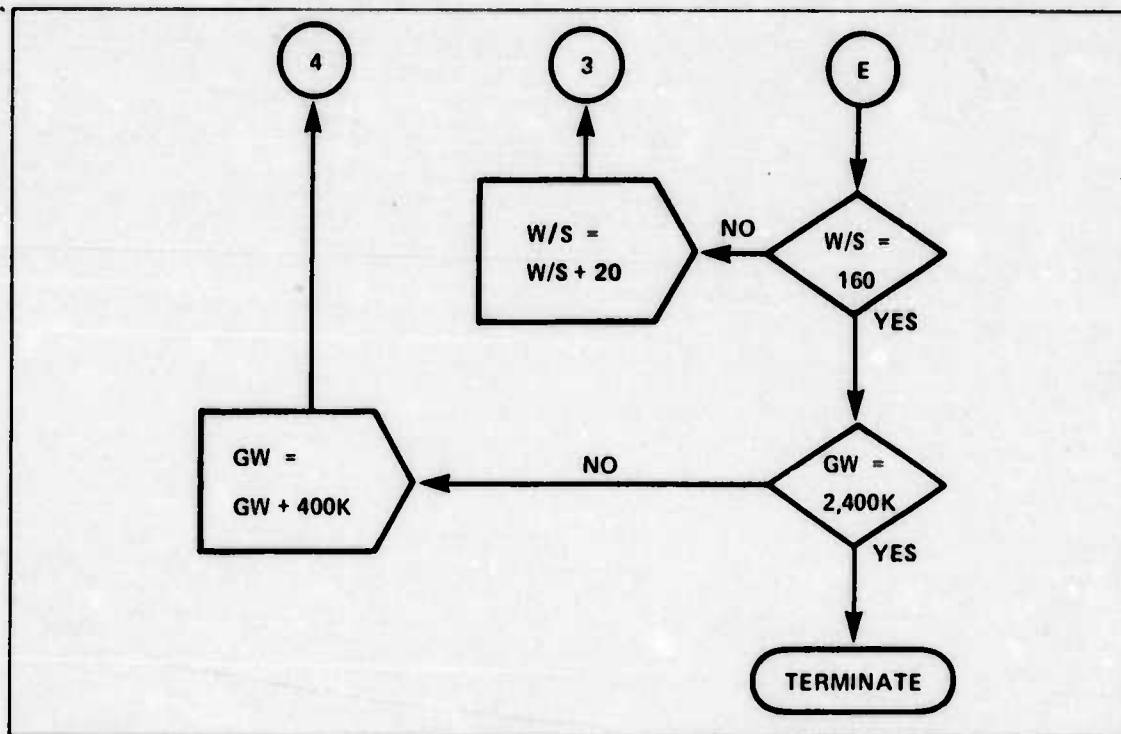 4
3
E
W/S =
W/S + 20
NO
W/S =
160
YES
GW =
GW + 400K
NO
GW =
2,400K
YES
TERMINATE